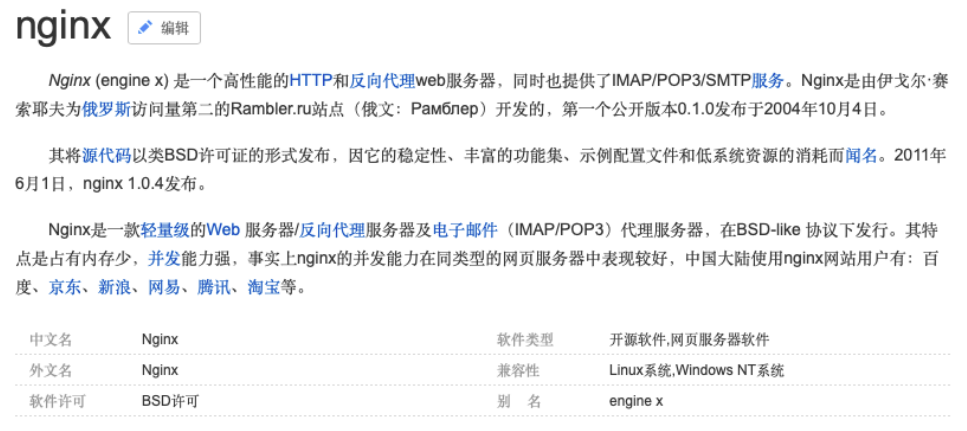 nginx 编辑
Nginx (engine x) 是一个高性能的HTTP和反向代理web服务器，同时也提供了IMAP/POP3/SMTP服务。Nginx是由伊戈尔·赛
索耶夫为俄罗斯访问量第二的Rambler.ru站点（俄文：Рамблер）开发的，第一个公开版本0.1.0发布于2004年10月4日。
其将源代码以类BSD许可证的形式发布，因它的稳定性、丰富的功能集、示例配置文件和低系统资源的消耗而闻名。2011年
6月1日，nginx 1.0.4发布。
Nginx是一款轻量级的Web 服务器/反向代理服务器及电子邮件（IMAP/POP3）代理服务器，在BSD-like 协议下发行。其特
点是占有内存少，并发能力强，事实上nginx的并发能力在同类型的网页服务器中表现较好，中国大陆使用nginx网站用户有：百
度、京东、新浪、网易、腾讯、淘宝等。
中文名 Nginx 软件类型 开源软件,网页服务器软件
外文名 Nginx 兼容性 Linux系统,Windows NT系统
软件许可 BSD许可 别 名 engine x